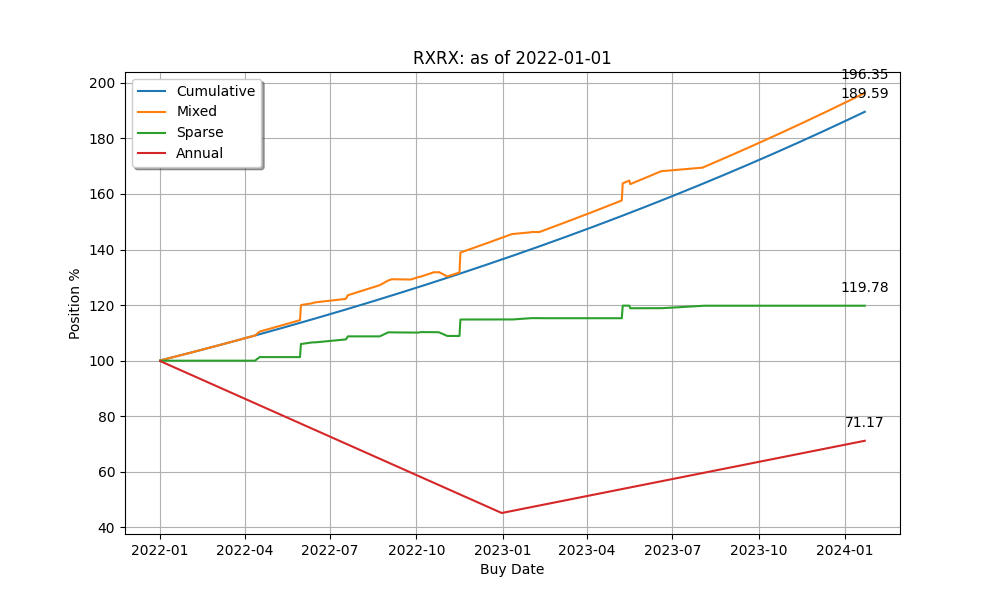 RXRX: as of 2022-01-01
Cumulative
Mixed
Sparse
Annual
196.35
189.59
119.78
71.17
Position %
200
180
160
140
120
100
80
60
40
2022-01 2022-04 2022-07 2022-10 2023-01 2023-04 2023-07 2023-10 2024-01
Buy Date